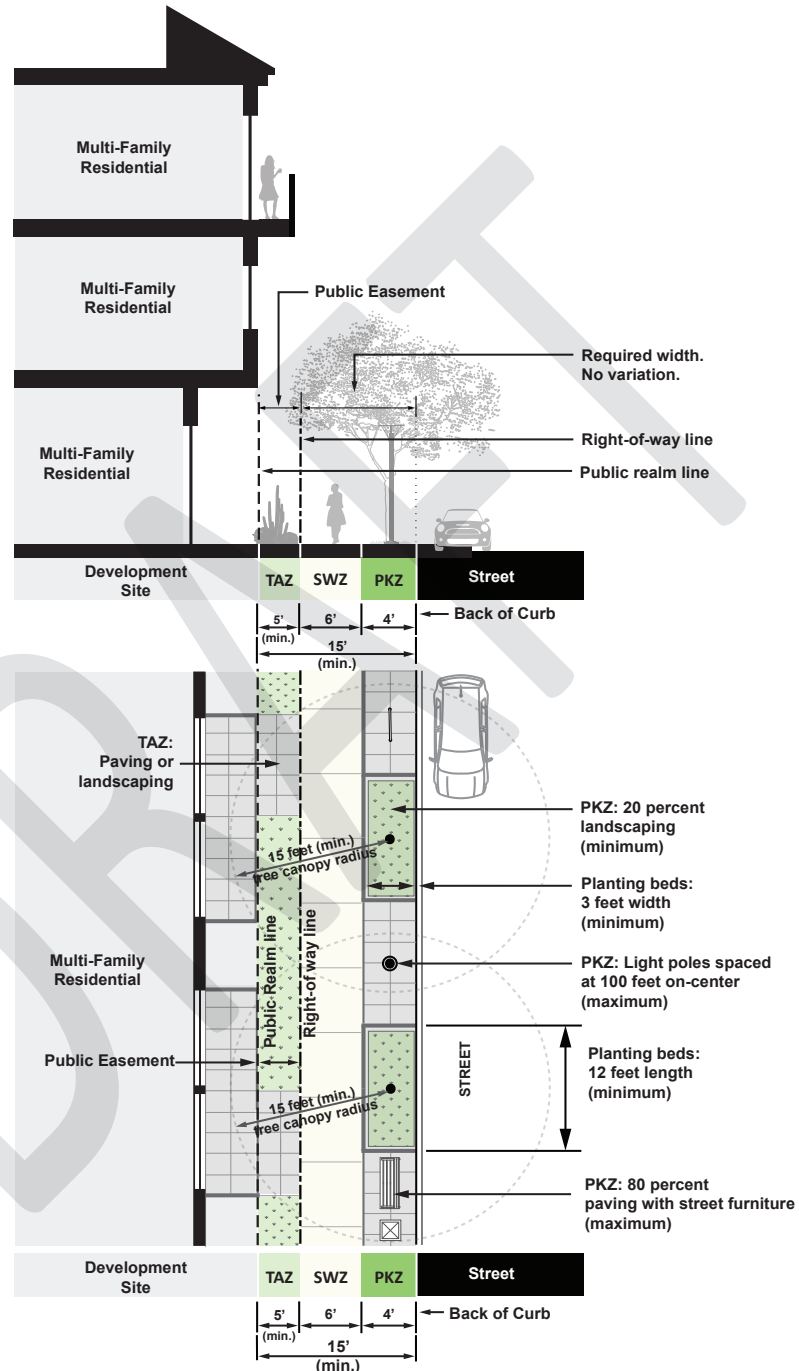 Multi-Family
Residential
Multi-Family
Residential
Public Easement
Required width.
No variation.
Right-of-way line
Multi-Family
Residential
Public realm line
Development
Site
TAZ
SWZ
PKZ
Street
Back of Curb
5'
(min.)
6'
4'
15'
(min.)
TAZ:
Paving or
landscaping
PKZ: 20 percent
landscaping
(minimum)
15 feet (min.)
tree canopy radius
Planting beds:
3 feet width
(minimum)
Public Realm line
Right-of way line
Multi-Family
Residential
PKZ: Light poles spaced
at 100 feet on-center
(maximum)
Public Easement
STREET
Planting beds:
12 feet length
(minimum)
15 feet (min.)
tree canopy radius
PKZ: 80 percent
paving with street furniture
(maximum)
Development
Site
TAZ
SWZ
PKZ
Street
Back of Curb
5'
(min.)
6'
4'
15'
(min.)
DRAFT